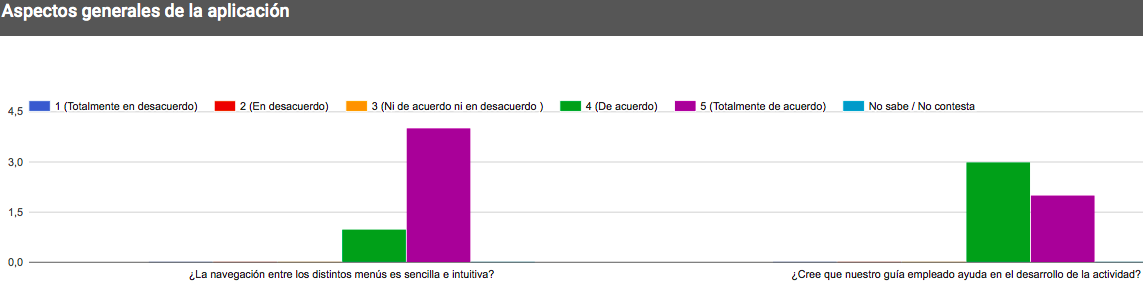 Aspectos generales de la aplicación
1 (Totalmente en desacuerdo) 2 (En desacuerdo) 3 (Ni de acuerdo ni en desacuerdo ) 4 (De acuerdo) 5 (Totalmente de acuerdo) No sabe / No contesta
4,5
3,0
1,5
0,0
¿La navegación entre los distintos menús es sencilla e intuitiva? ¿Cree que nuestro guía empleado ayuda en el desarrollo de la actividad?